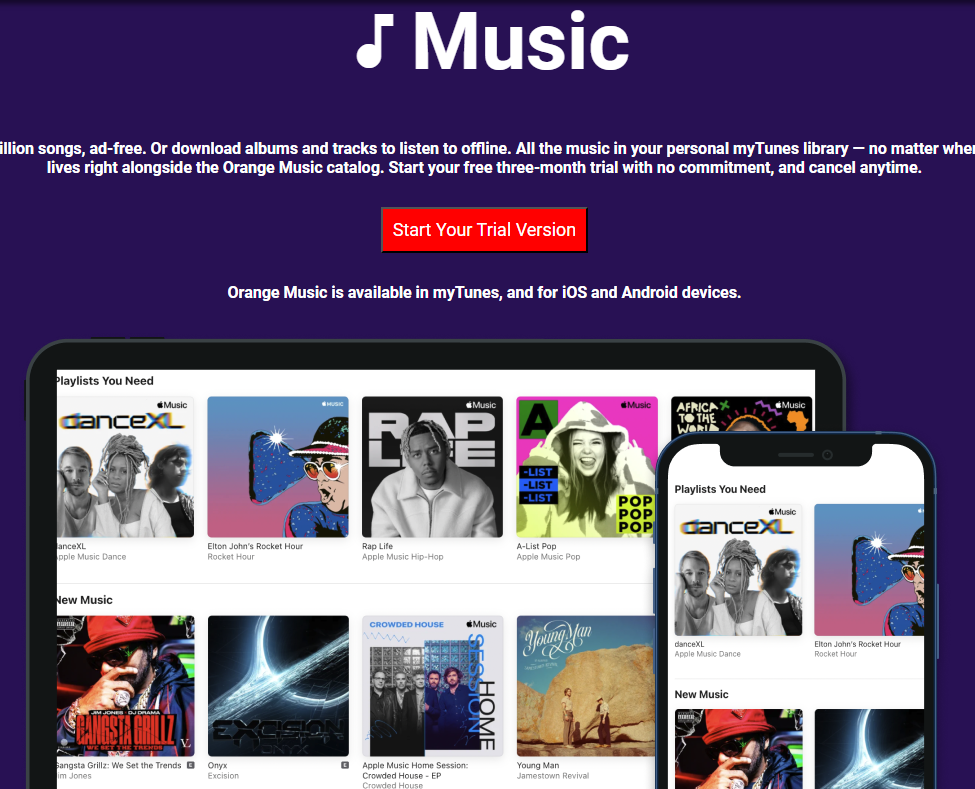 Music
illion songs, ad-free. Or download albums and tracks to listen to offline. All the music in your personal myTunes library — no matter wher
lives right alongside the Orange Music catalog. Start your free three-month trial with no commitment, and cancel anytime.
Start Your Trial Version
Orange Music is available in myTunes, and for iOS and Android devices.
Playlists You Need
Music
danceXL
MUSIC
Music
RAP
LIFE
Music
A
-LIST
-LIST
-LIST
POP
POP
POP
Music
AFRICA
TO THE
WORLD
danceXL
Apple Music Dance
Elton John's Rocket Hour
Rocket Hour
Rap Life
Apple Music Hip-Hop
A-List Pop
Apple Music Pop
New Music
JIM JONES · DJ DRAMA
GANGSTA GRILLZ
WE SET THE TRENDS
EXCISION
ONYX
CROWDED HOUSE
Music
HOME
SESSION
Young Man
Gangsta Grillz: We Set the Trends E
Jim Jones
Onyx E
Excision
Apple Music Home Session:
Crowded House - EP
Crowded House
Young Man
Jamestown Revival
Playlists You Need
Music
danceXL
danceXL
Apple Music Dance
Elton John's Rocket Hour
Rocket Hour
New Music